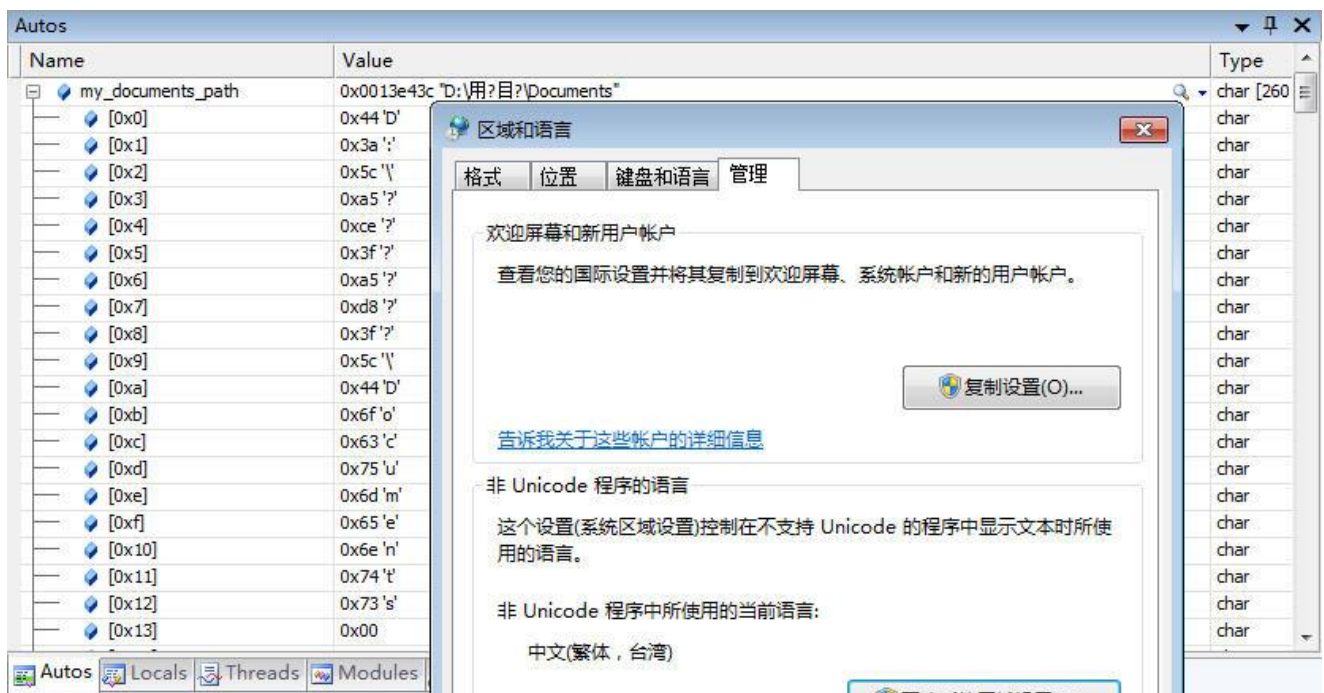 Autos
Name Value Type
my_documents_path 0x0013e43c "D:\用?目?\Documents" char [260
[0x0] 0x44 'D' char
[0x1] 0x3a ':' char
[0x2] 0x5c '\' char
[0x3] 0xa5 '?' char
[0x4] 0xce '?' char
[0x5] 0x3f '?' char
[0x6] 0xa5 '?' char
[0x7] 0xd8 '?' char
[0x8] 0x3f '?' char
[0x9] 0x5c '\' char
[0xa] 0x44 'D' char
[0xb] 0x6f 'o' char
[0xc] 0x63 'c' char
[0xd] 0x75 'u' char
[0xe] 0x6d 'm' char
[0xf] 0x65 'e' char
[0x10] 0x6e 'n' char
[0x11] 0x74 't' char
[0x12] 0x73 's' char
[0x13] 0x00 char
Autos Locals Threads Modules
区域和语言
格式 位置 键盘和语言 管理
欢迎屏幕和新用户帐户
查看您的国际设置并将其复制到欢迎屏幕、系统帐户和新的用户帐户。
复制设置(O)...
告诉我关于这些帐户的详细信息
非 Unicode 程序的语言
这个设置(系统区域设置)控制在不支持 Unicode 的程序中显示文本时所使
用的语言。
非 Unicode 程序中所使用的当前语言:
中文(繁体，台湾)